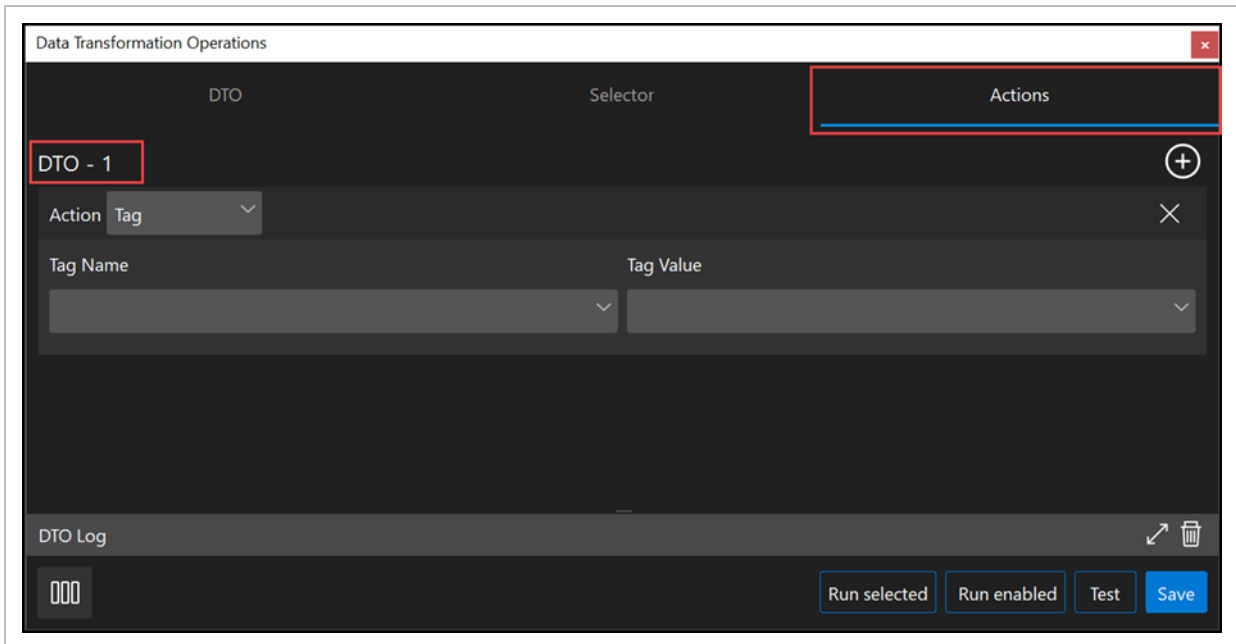 Data Transformation Operations
DTO Selector Actions
DTO - 1
Action Tag
Tag Name Tag Value
DTO Log
Run selected Run enabled Test Save